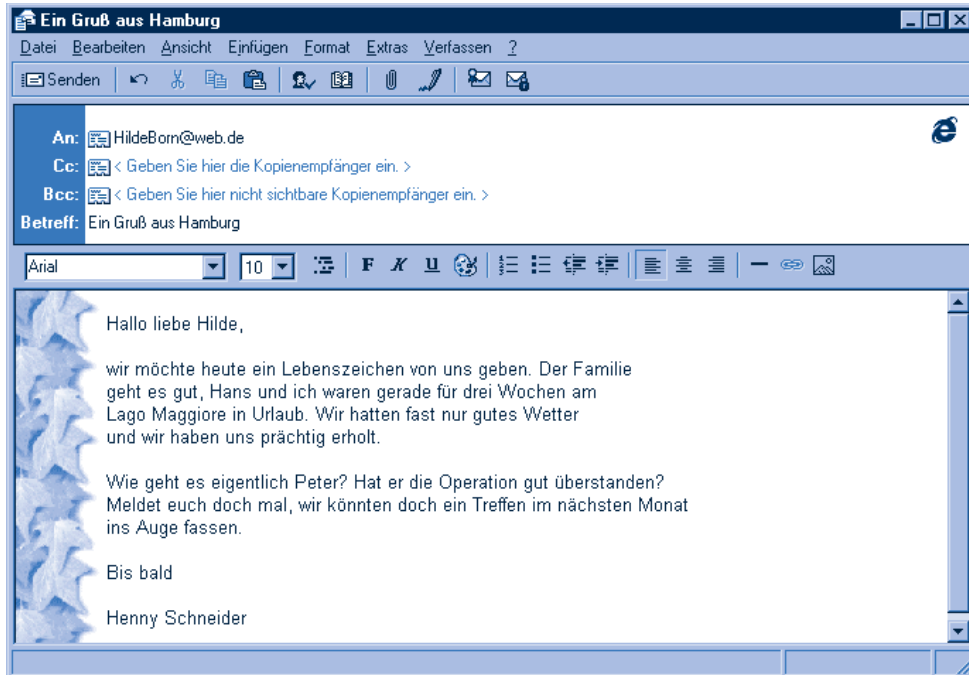 Ein Gruß aus Hamburg
Datei Bearbeiten Ansicht Einfügen Format Extras Verfassen ?
Senden
An: HildeBorn@web.de
Cc: < Geben Sie hier die Kopienempfänger ein. >
Bcc: < Geben Sie hier nicht sichtbare Kopienempfänger ein. >
Betreff: Ein Gruß aus Hamburg
Arial 10 F K U
Hallo liebe Hilde,
wir möchte heute ein Lebenszeichen von uns geben. Der Familie
geht es gut, Hans und ich waren gerade für drei Wochen am
Lago Maggiore in Urlaub. Wir hatten fast nur gutes Wetter
und wir haben uns prächtig erholt.
Wie geht es eigentlich Peter? Hat er die Operation gut überstanden?
Meldet euch doch mal, wir könnten doch ein Treffen im nächsten Monat
ins Auge fassen.
Bis bald
Henny Schneider